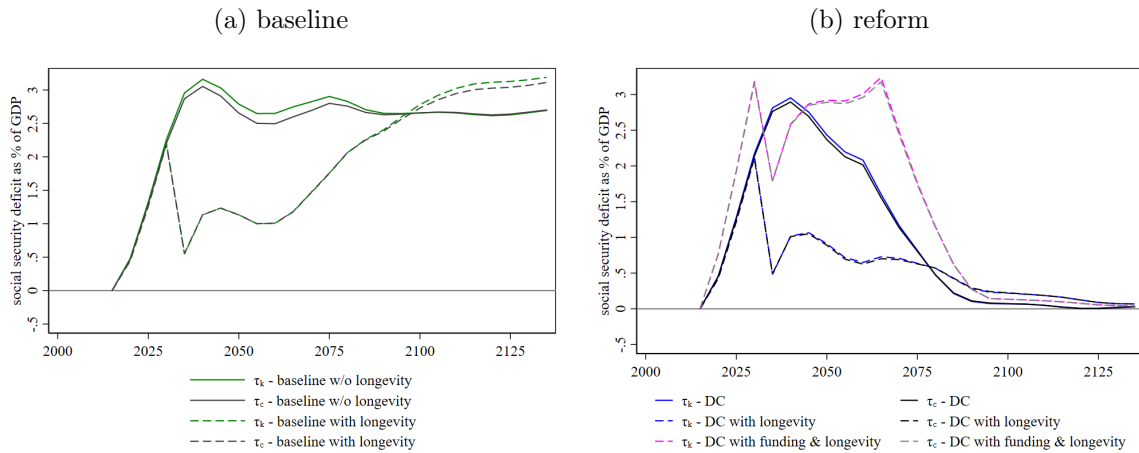 (a) baseline
(b) reform
social security deficit as % of GDP
3
2.5
2
1.5
1
.5
0
-.5
2000
2025
2050
2075
2100
2125
τk - baseline w/o longevity
τc - baseline w/o longevity
τk - baseline with longevity
τc - baseline with longevity
social security deficit as % of GDP
3
2.5
2
1.5
1
.5
0
-.5
2000
2025
2050
2075
2100
2125
τk - DC
τc - DC
τk - DC with longevity
τc - DC with longevity
τk - DC with funding & longevity
τc - DC with funding & longevity